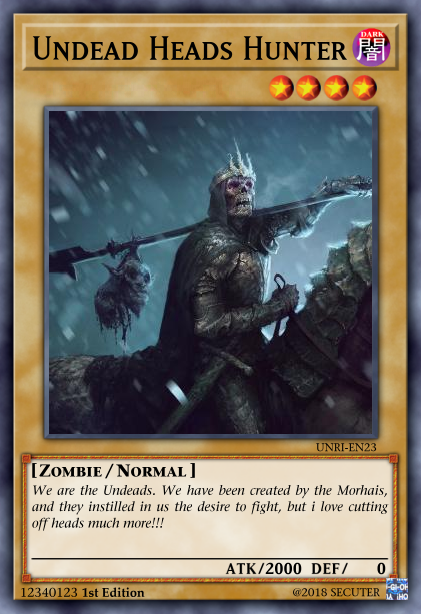 UNDEAD HEADS HUNTER
DARK
闇
UNRI-EN23
[ZOMBIE / NORMAL ]
We are the Undeads. We have been created by the Morhais,
and they instilled in us the desire to fight, but i love cutting
off heads much more!!!
ATK/2000 DEF/ 0
12340123 1st Edition
©2018 SECUTER